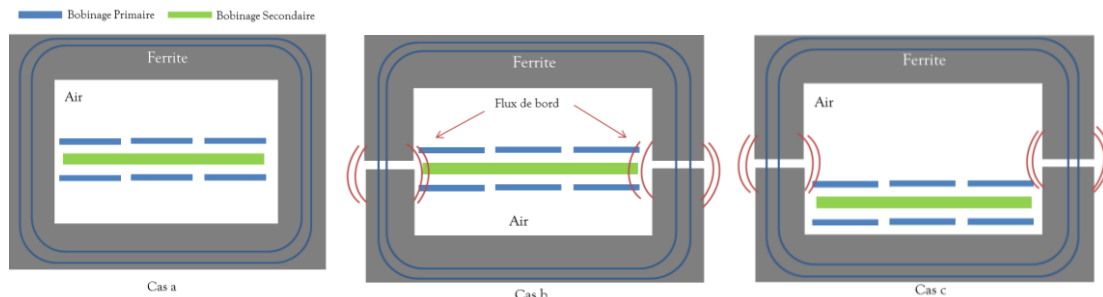 Bobinage Primaire
Bobinage Secondaire
Ferrite
Air
Cas a
Ferrite
Flux de bord
Air
Cas b
Ferrite
Air
Cas c